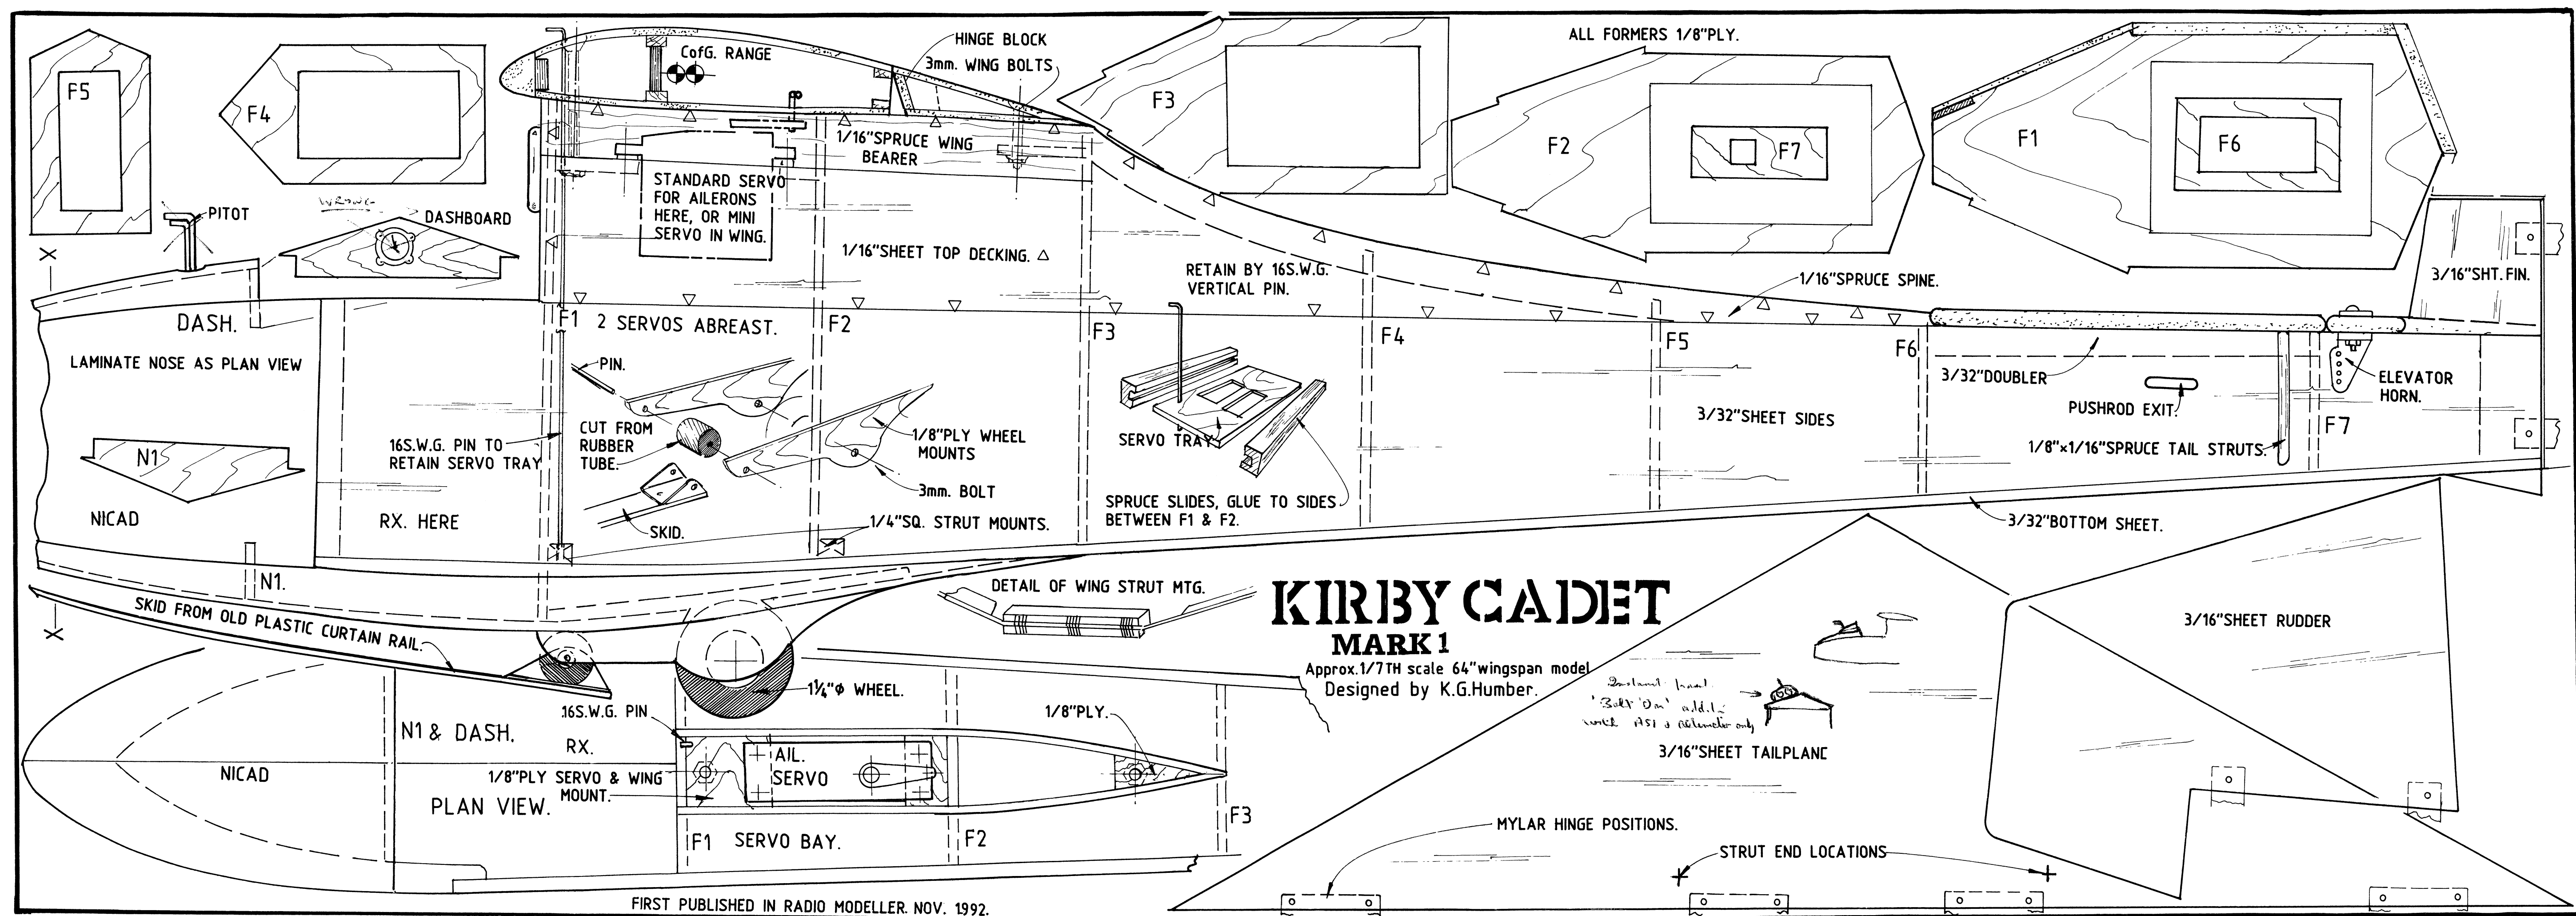 F5
F4
CofG. RANGE
HINGE BLOCK
3mm. WING BOLTS
F3
ALL FORMERS 1/8"PLY.
F2
F7
F1
F6
PITOT
WRONG
DASHBOARD
1/16"SPRUCE WING
BEARER
STANDARD SERVO
FOR AILERONS
HERE, OR MINI
SERVO IN WING.
1/16"SHEET TOP DECKING. △
RETAIN BY 16S.W.G.
VERTICAL PIN.
1/16"SPRUCE SPINE.
3/16"SHT. FIN.
X
DASH.
LAMINATE NOSE AS PLAN VIEW
F1
2 SERVOS ABREAST.
F2
F3
F4
F5
F6
3/32"DOUBLER
PUSHROD EXIT.
ELEVATOR
HORN.
F7
1/8"x1/16"SPRUCE TAIL STRUTS.
3/32"SHEET SIDES
PIN.
CUT FROM
RUBBER
TUBE.
1/8"PLY WHEEL
MOUNTS
3mm. BOLT
SKID.
1/4"SQ. STRUT MOUNTS.
16S.W.G. PIN TO
RETAIN SERVO TRAY
SERVO TRAY
SPRUCE SLIDES, GLUE TO SIDES
BETWEEN F1 & F2.
N1
NICAD
RX. HERE
N1.
SKID FROM OLD PLASTIC CURTAIN RAIL.
X
3/32"BOTTOM SHEET.
DETAIL OF WING STRUT MTG.
KIRBY CADET
MARK 1
Approx.1/7TH scale 64"wingspan model
Designed by K.G.Humber.
3/16"SHEET RUDDER
'Bolt On'
3/16"SHEET TAILPLANE
1¼"ϕ WHEEL.
16S.W.G. PIN
1/8"PLY.
N1 & DASH.
RX.
NICAD
1/8"PLY SERVO & WING
MOUNT.
AIL.
SERVO
PLAN VIEW.
F1
SERVO BAY.
F2
F3
MYLAR HINGE POSITIONS.
STRUT END LOCATIONS
FIRST PUBLISHED IN RADIO MODELLER. NOV. 1992.